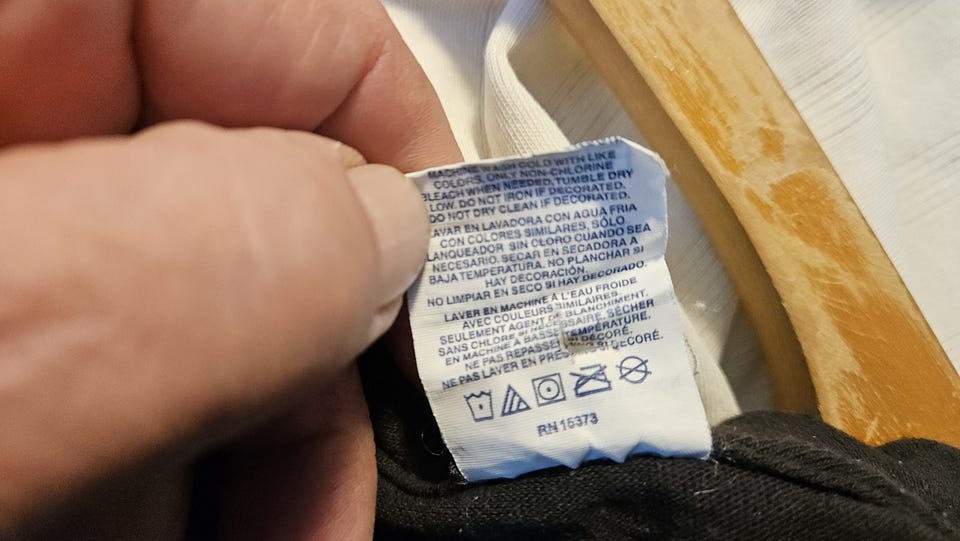 MACHINE WASH COLD WITH LIKE
COLORS, ONLY NON-CHLORINE
BLEACH WHEN NEEDED, TUMBLE DRY
LOW. DO NOT IRON IF DECORATED.
DO NOT DRY CLEAN IF DECORATED.
AVAR EN LAVADORA CON AGUA FRIA
CON COLORES SIMILARES, SÓLO
LANQUEADOR SIN CLORO CUANDO SEA
NECESARIO. SECAR EN SECADORA A
BAJA TEMPERATURA. NO PLANCHAR SI
HAY DECORACIÓN.
NO LIMPIAR EN SECO SI HAY DECORADO.
LAVER EN MACHINE À L'EAU FROIDE
AVEC COULEURS SIMILAIRES.
SEULEMENT AGENT DE BLANCHIMENT.
SANS CHLORE SI NÉCESSAIRE. SÉCHER
EN MACHINE A BASSE TEMPÉRATURE.
NE PAS REPASSER SI DÉCORÉ.
NE PAS LAVER EN SI DÉCORÉ.
RN 15373